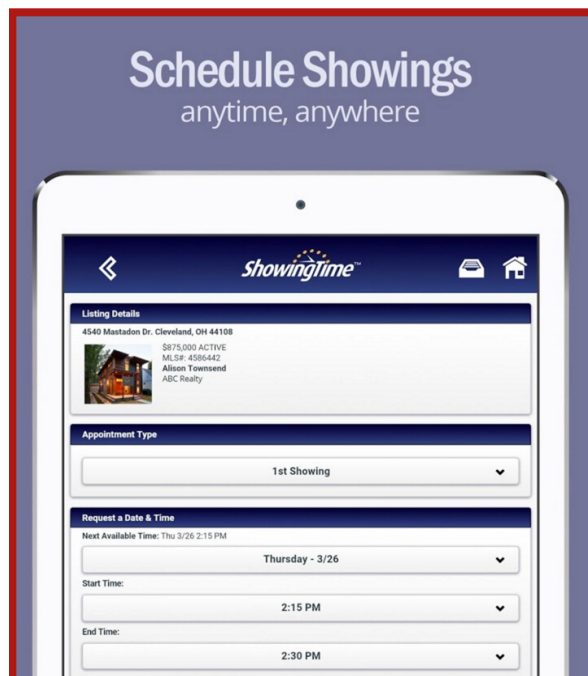 Schedule Showings
anytime, anywhere
ShowingTime™
Listing Details
4540 Mastadon Dr. Cleveland, OH 44108
$875,000 ACTIVE
MLS#: 4586442
Alison Townsend
ABC Realty
Appointment Type
1st Showing
Request a Date & Time
Next Available Time: Thu 3/26 2:15 PM
Thursday - 3/26
Start Time:
2:15 PM
End Time:
2:30 PM